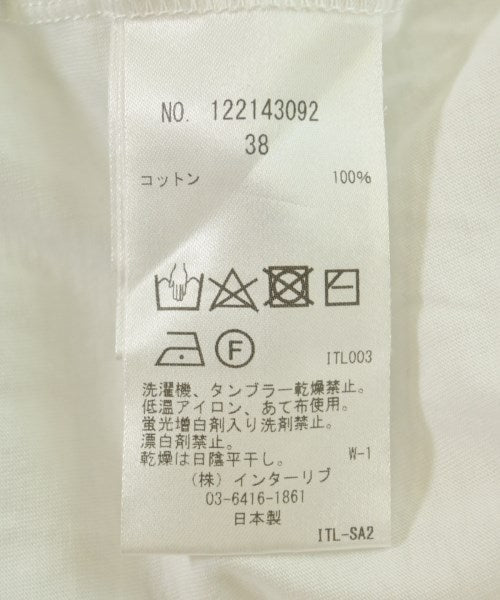 NO. 122143092
38
コットン 100%
F
ITL003
洗濯機、タンブラー乾燥禁止。
低温アイロン、あて布使用。
蛍光増白剤入り洗剤禁止。
漂白剤禁止。
乾燥は日陰平干し。 W-1
(株)インターリブ
03-6416-1861
日本製
ITL-SA2